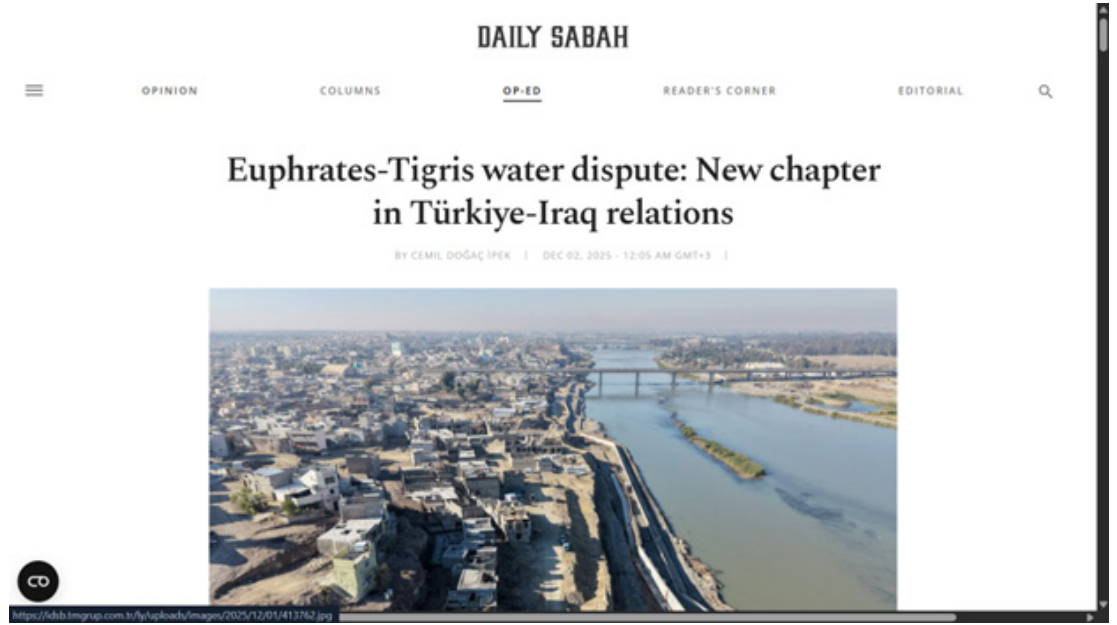 DAILY SABAH
OPINION COLUMNS OP-ED READER'S CORNER EDITORIAL
Euphrates-Tigris water dispute: New chapter
in Türkiye-Iraq relations
BY CEMİL DOĞAÇ İPEK | DEC 02, 2025 - 12:05 AM GMT+3 |
https://idsb.tmgrup.com.tr/ly/uploads/images/2025/12/01/413762.jpg